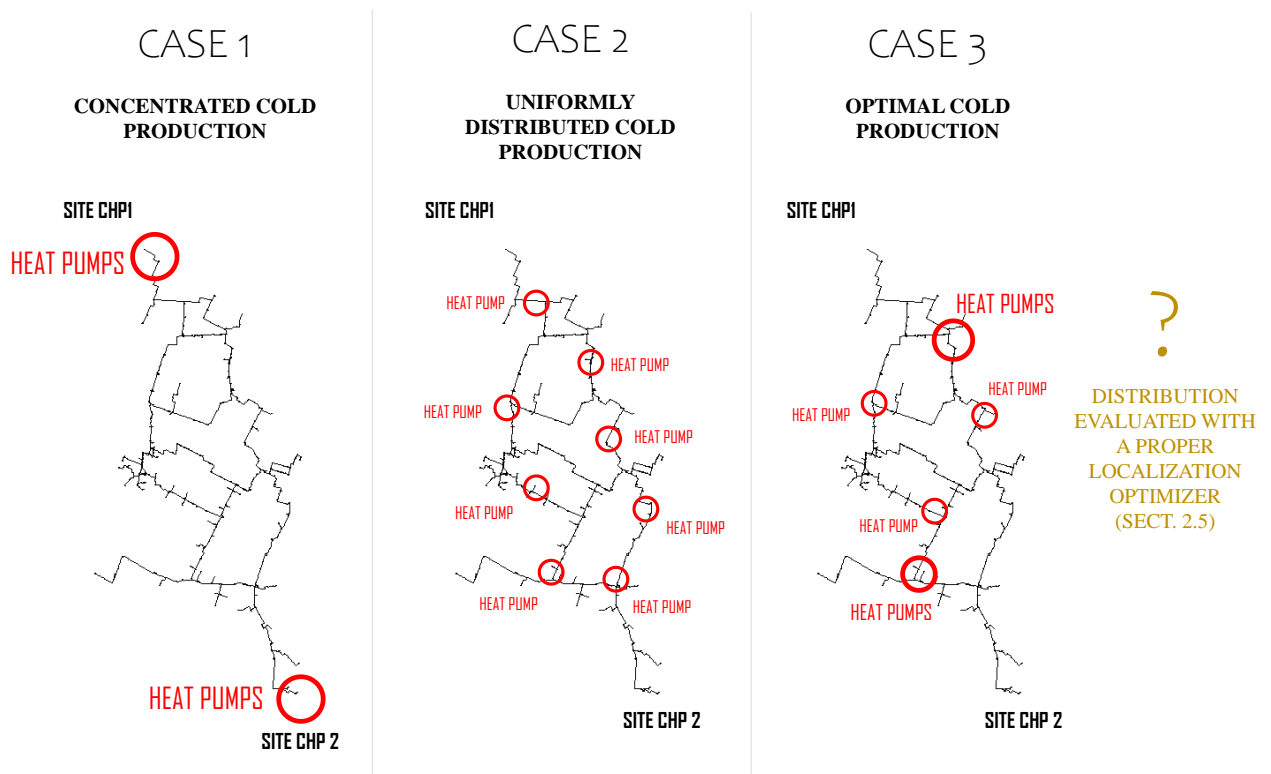 CASE 1
CONCENTRATED COLD
PRODUCTION
SITE CHP1
HEAT PUMPS
HEAT PUMPS
SITE CHP 2
CASE 2
UNIFORMLY
DISTRIBUTED COLD
PRODUCTION
SITE CHP1
HEAT PUMP
HEAT PUMP
HEAT PUMP
HEAT PUMP
HEAT PUMP
HEAT PUMP
HEAT PUMP
HEAT PUMP
SITE CHP 2
CASE 3
OPTIMAL COLD
PRODUCTION
SITE CHP1
HEAT PUMPS
HEAT PUMP
HEAT PUMP
HEAT PUMP
HEAT PUMPS
SITE CHP 2
?
DISTRIBUTION
EVALUATED WITH
A PROPER
LOCALIZATION
OPTIMIZER
(SECT. 2.5)